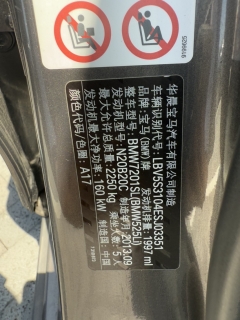 5299816
华晨宝马汽车有限公司制造
车辆识别代号: LBV5S3104ESJ03351
品牌: 宝马(BMW)牌 发动机排量: 1997 ml
整车型号: BMW7201SL(BMW525Li)
发动机型号: N20B20C 制造年月: 2013.09
最大允许总质量: 2250 kg 乘坐人数: 5 人
发动机最大净功率: 160 kW 制造国: 中国
颜色代码: 色墨: A17